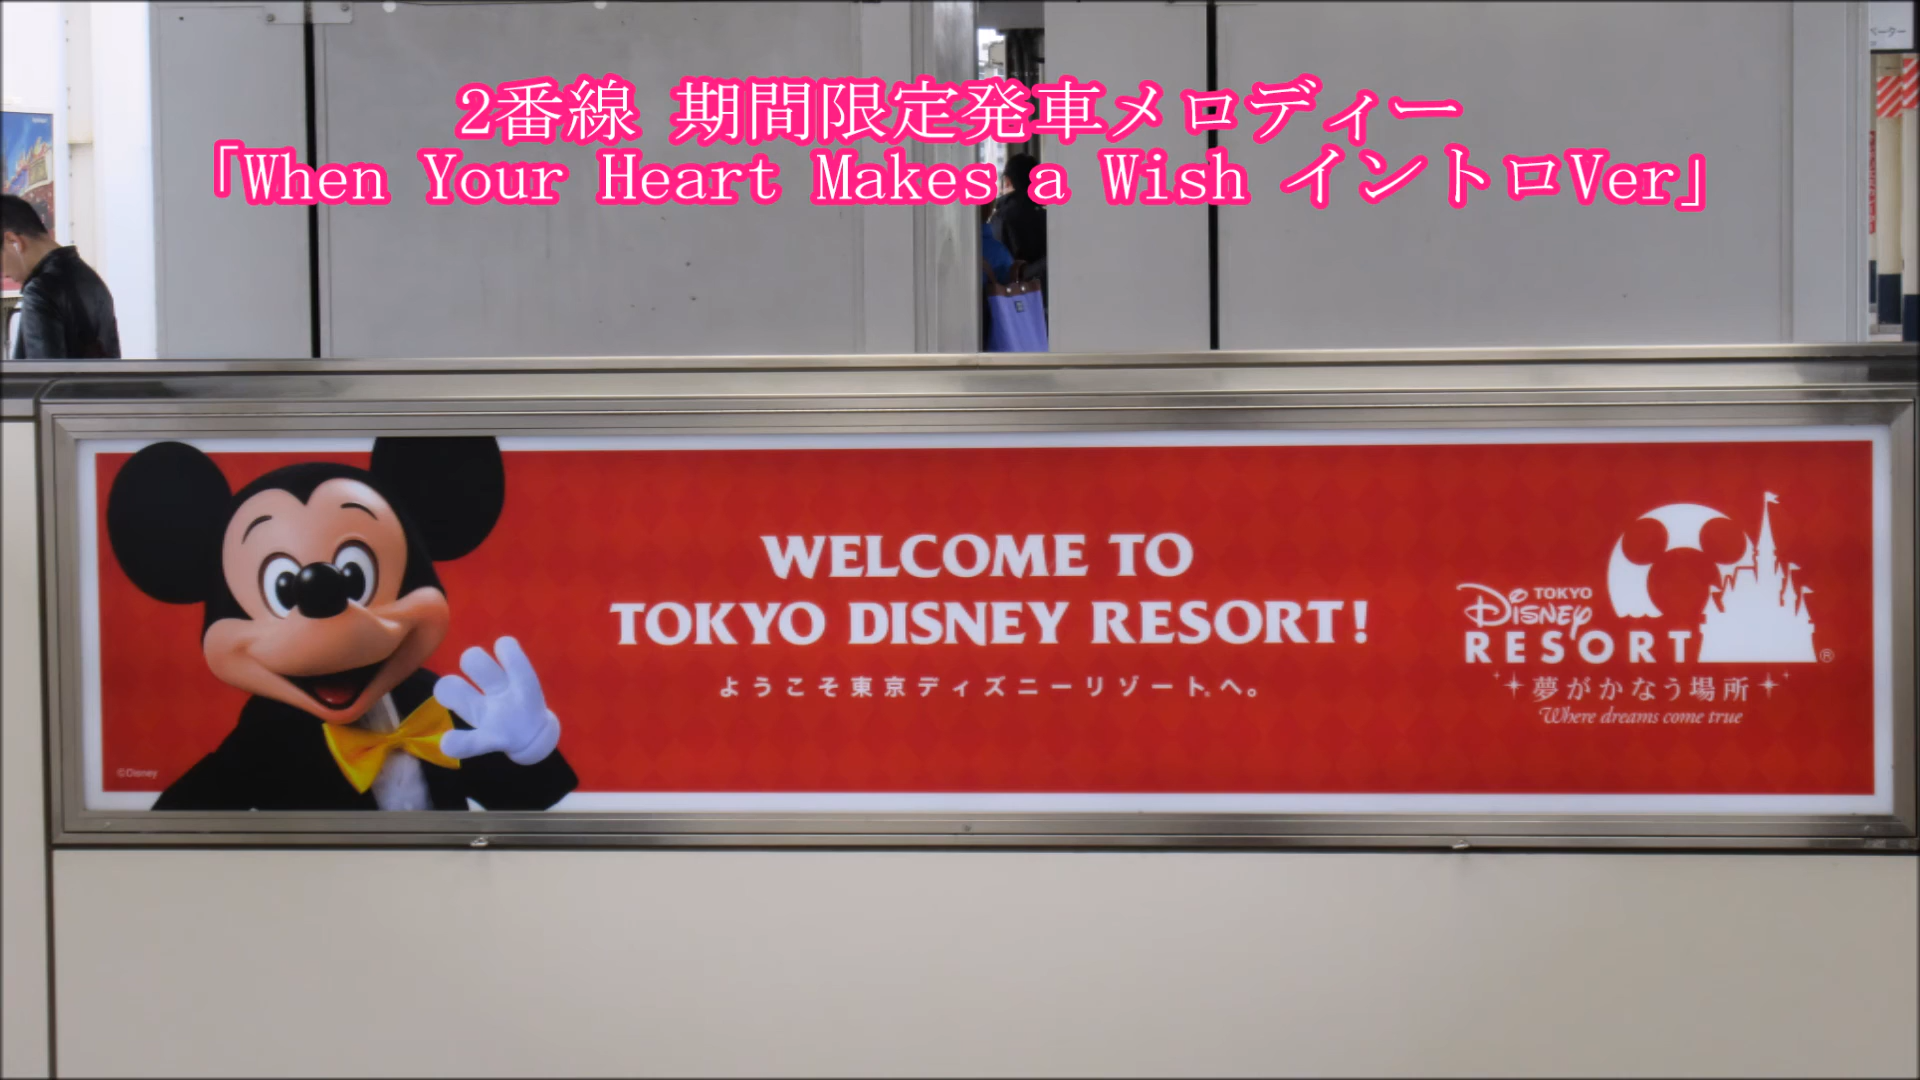 2番線 期間限定発車メロディー
「When Your Heart Makes a Wish イントロVer」
WELCOME TO
TOKYO DISNEY RESORT!
ようこそ東京ディズニーリゾート®へ。
TOKYO
Disney
RESORT®
夢がかなう場所
Where dreams come true
©Disney